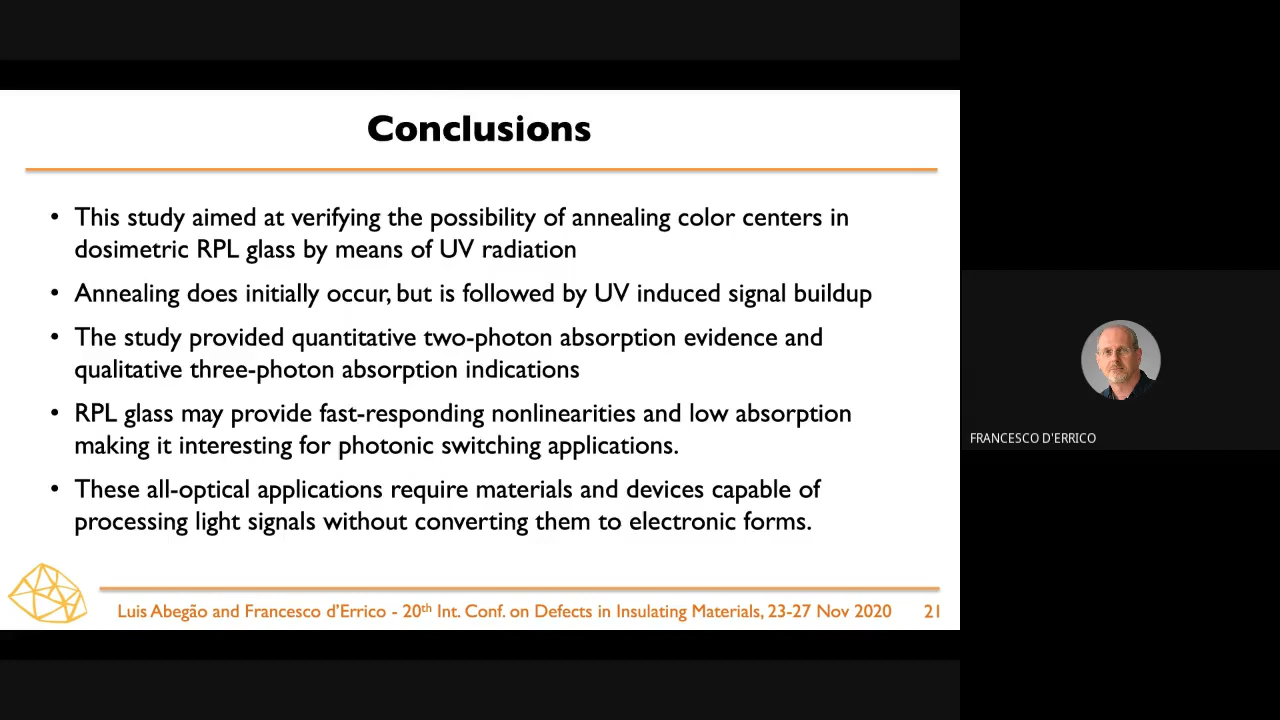 Conclusions
• This study aimed at verifying the possibility of annealing color centers in
dosimetric RPL glass by means of UV radiation
• Annealing does initially occur, but is followed by UV induced signal buildup
• The study provided quantitative two-photon absorption evidence and
qualitative three-photon absorption indications
• RPL glass may provide fast-responding nonlinearities and low absorption
making it interesting for photonic switching applications.
• These all-optical applications require materials and devices capable of
processing light signals without converting them to electronic forms.
Luis Abegão and Francesco d'Errico - 20th Int. Conf. on Defects in Insulating Materials, 23-27 Nov 2020 21
FRANCESCO D'ERRICO